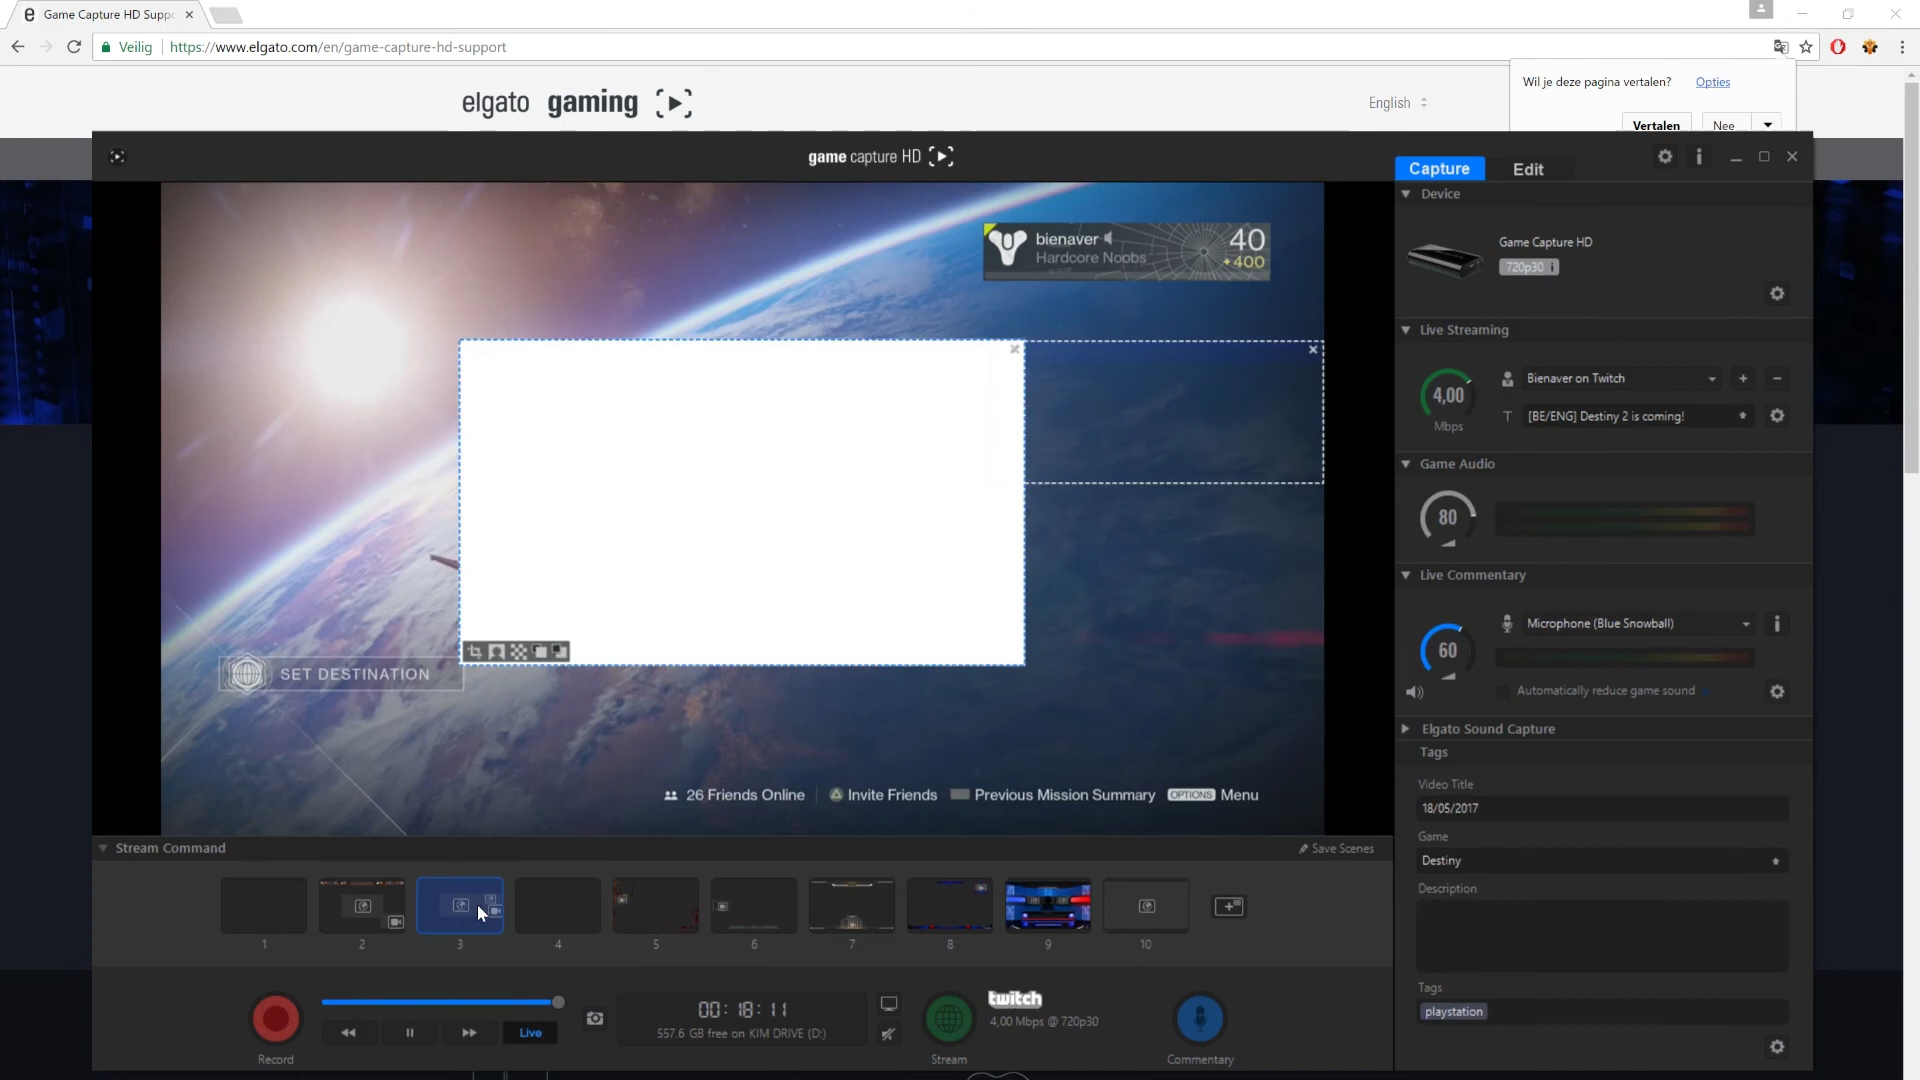 Game Capture HD Supp
Veilig
https://www.elgato.com/en/game-capture-hd-support
Wil je deze pagina vertalen?
Opties
Vertalen
Nee
elgato gaming
English
game capture HD
Capture
Edit
Device
Game Capture HD
720p30
bienaver
Hardcore Noobs
40
+400
Live Streaming
4,00
Mbps
Bienaver on Twitch
[BE/ENG] Destiny 2 is coming!
Game Audio
80
Live Commentary
60
Microphone (Blue Snowball)
Automatically reduce game sound
Elgato Sound Capture
SET DESTINATION
26 Friends Online
Invite Friends
Previous Mission Summary
OPTIONS Menu
Tags
Video Title
18/05/2017
Game
Destiny
Description
Tags
playstation
Stream Command
Save Scenes
1
2
3
4
5
6
7
8
9
10
Record
Live
00:18:11
557.6 GB free on KIM DRIVE (D:)
Stream
twitch
4,00 Mbps @ 720p30
Commentary